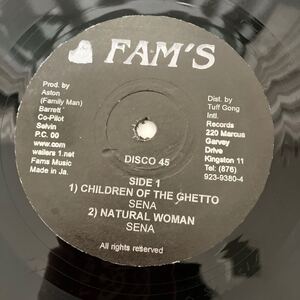 FAM'S
Prod. by
Aston
(Family Man)
Barrett
Co-Pilot
Selvin
P.C. 00
www.com
wailers 1.net
Fams Music
Made in Ja.
Dist. by
Tuff Gong
Intl.
Records
220 Marcus
Garvey
Drive
Kingston 11
Tel: (876)
923-9380-4
DISCO 45
SIDE 1
1) CHILDREN OF THE GHETTO
SENA
2) NATURAL WOMAN
SENA
All rights reserved